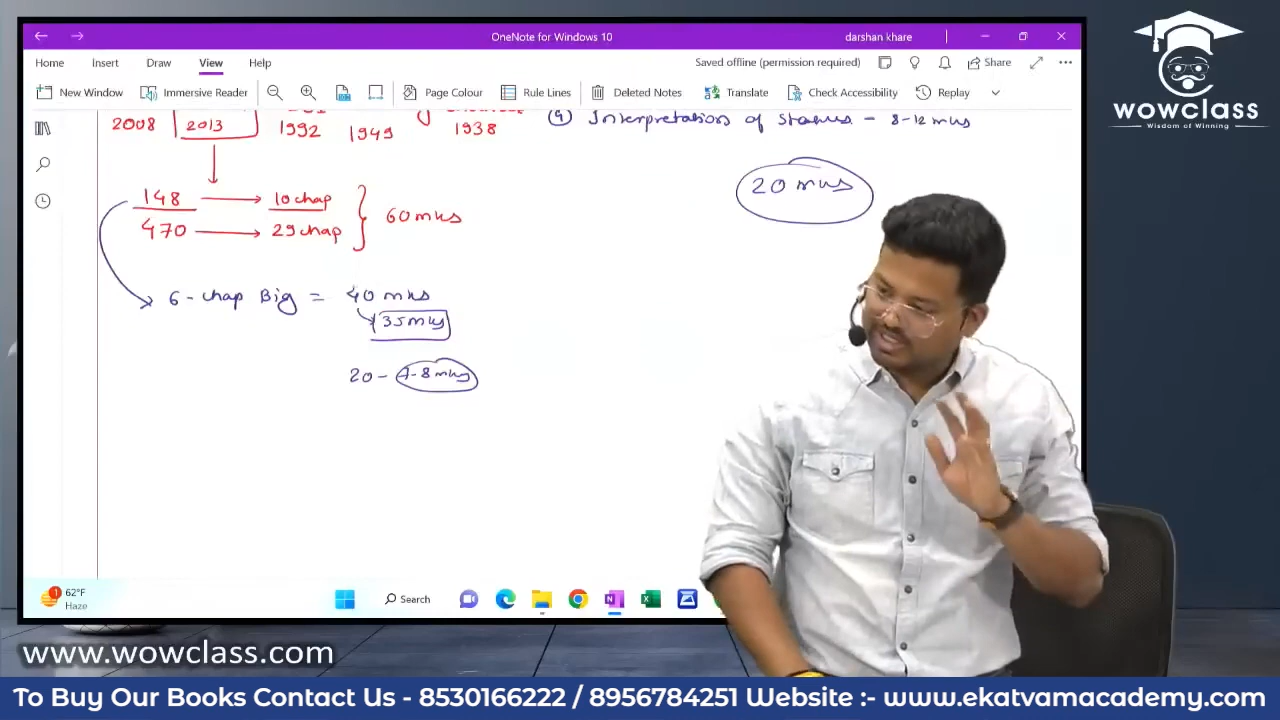 OneNote for Windows 10
darshan khare
Home Insert Draw View Help
Saved offline (permission required)
Share
New Window
Immersive Reader
Page Colour
Rule Lines
Deleted Notes
Translate
Check Accessibility
Replay
wowclass
Wisdom of Winning
2008 2013 1992 1949 1938
(9) Interpretation of - 8-12 mks
148 → 10 chap
470 → 29 chap
60 mks
20 mks
6 - chap Big = 40 mks
35 mks
20 - 7-8 mks
1
62°F
Haze
Search
www.wowclass.com
To Buy Our Books Contact Us - 8530166222 / 8956784251 Website :- www.ekatvamacademy.com